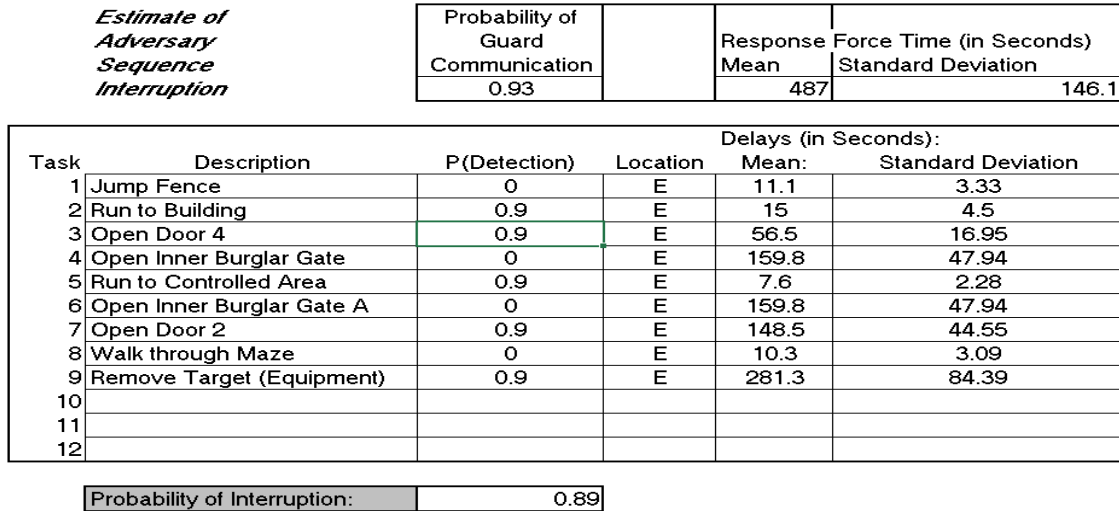 Estimate of Adversary Sequence Interruption
Probability of Guard Communication
0.93
Response Force Time (in Seconds)
Mean Standard Deviation
487 146.1
Delays (in Seconds):
Task Description P(Detection) Location Mean: Standard Deviation
1 Jump Fence 0 E 11.1 3.33
2 Run to Building 0.9 E 15 4.5
3 Open Door 4 0.9 E 56.5 16.95
4 Open Inner Burglar Gate 0 E 159.8 47.94
5 Run to Controlled Area 0.9 E 7.6 2.28
6 Open Inner Burglar Gate A 0 E 159.8 47.94
7 Open Door 2 0.9 E 148.5 44.55
8 Walk through Maze 0 E 10.3 3.09
9 Remove Target (Equipment) 0.9 E 281.3 84.39
10
11
12
Probability of Interruption: 0.89